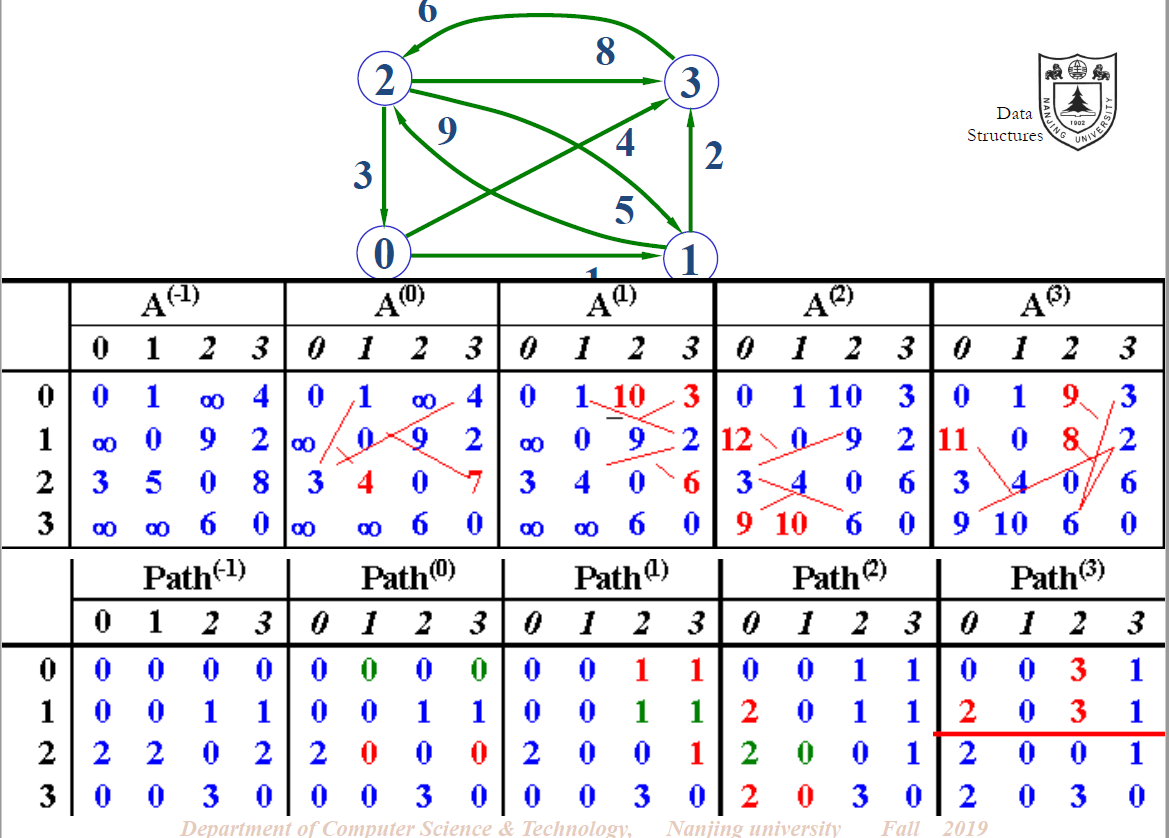 6
8
2 3
Data
Structures
NANJING UNIVERSITY
1902
9
4
2
3
5
0
1
1
A(-1) A(0) A(1) A(2) A(3)
0 1 2 3 0 1 2 3 0 1 2 3 0 1 2 3 0 1 2 3
0 0 1 ∞ 4 0 1 ∞ 4 0 1 10 3 0 1 10 3 0 1 9 3
1 ∞ 0 9 2 ∞ 0 9 2 ∞ 0 9 2 12 0 9 2 11 0 8 2
2 3 5 0 8 3 4 0 7 3 4 0 6 3 4 0 6 3 4 0 6
3 ∞ ∞ 6 0 ∞ ∞ 6 0 ∞ ∞ 6 0 9 10 6 0 9 10 6 0
Path(-1) Path(0) Path(1) Path(2) Path(3)
0 1 2 3 0 1 2 3 0 1 2 3 0 1 2 3 0 1 2 3
0 0 0 0 0 0 0 0 0 0 0 1 1 0 0 1 1 0 0 3 1
1 0 0 1 1 0 0 1 1 0 0 1 1 2 0 1 1 2 0 3 1
2 2 2 0 2 2 0 0 0 2 0 0 1 2 0 0 1 2 0 0 1
3 0 0 3 0 0 0 3 0 0 0 3 0 2 0 3 0 2 0 3 0
Department of Computer Science & Technology, Nanjing university Fall 2019